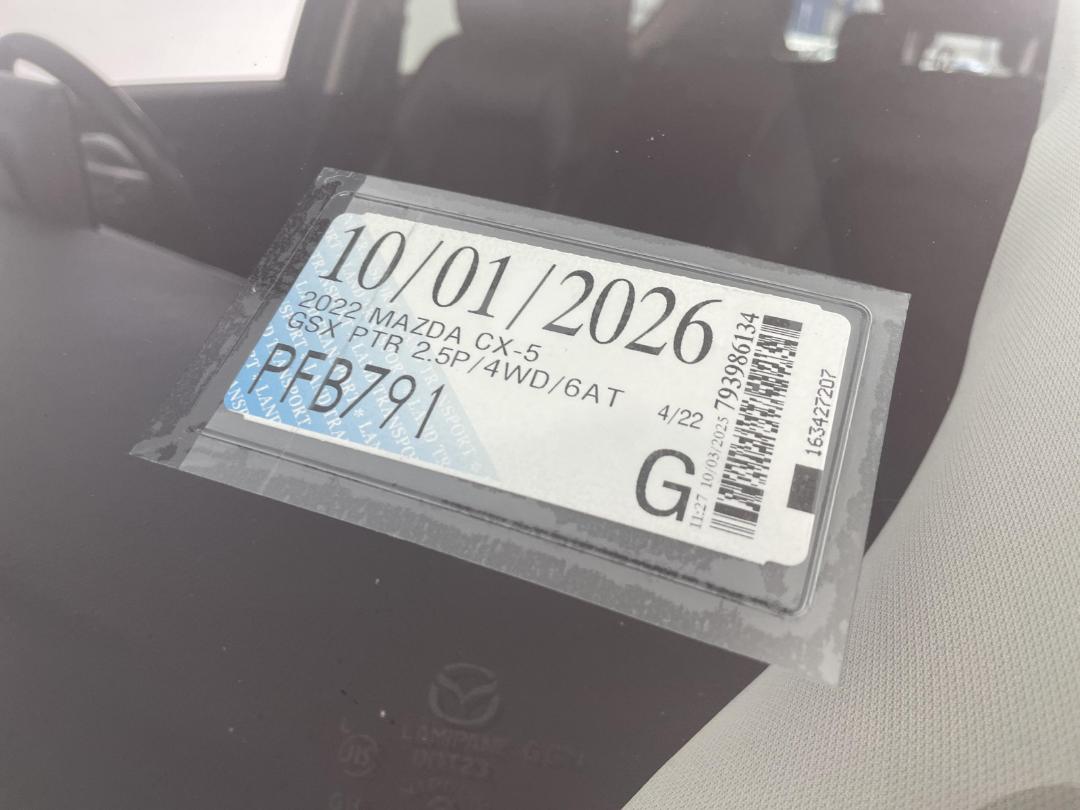 10/01/2026
2022 MAZDA CX-5
GSX PTR 2.5P/4WD/6AT
PFB791
4/22
G
11:27 10/03/2025
793986134
163427207